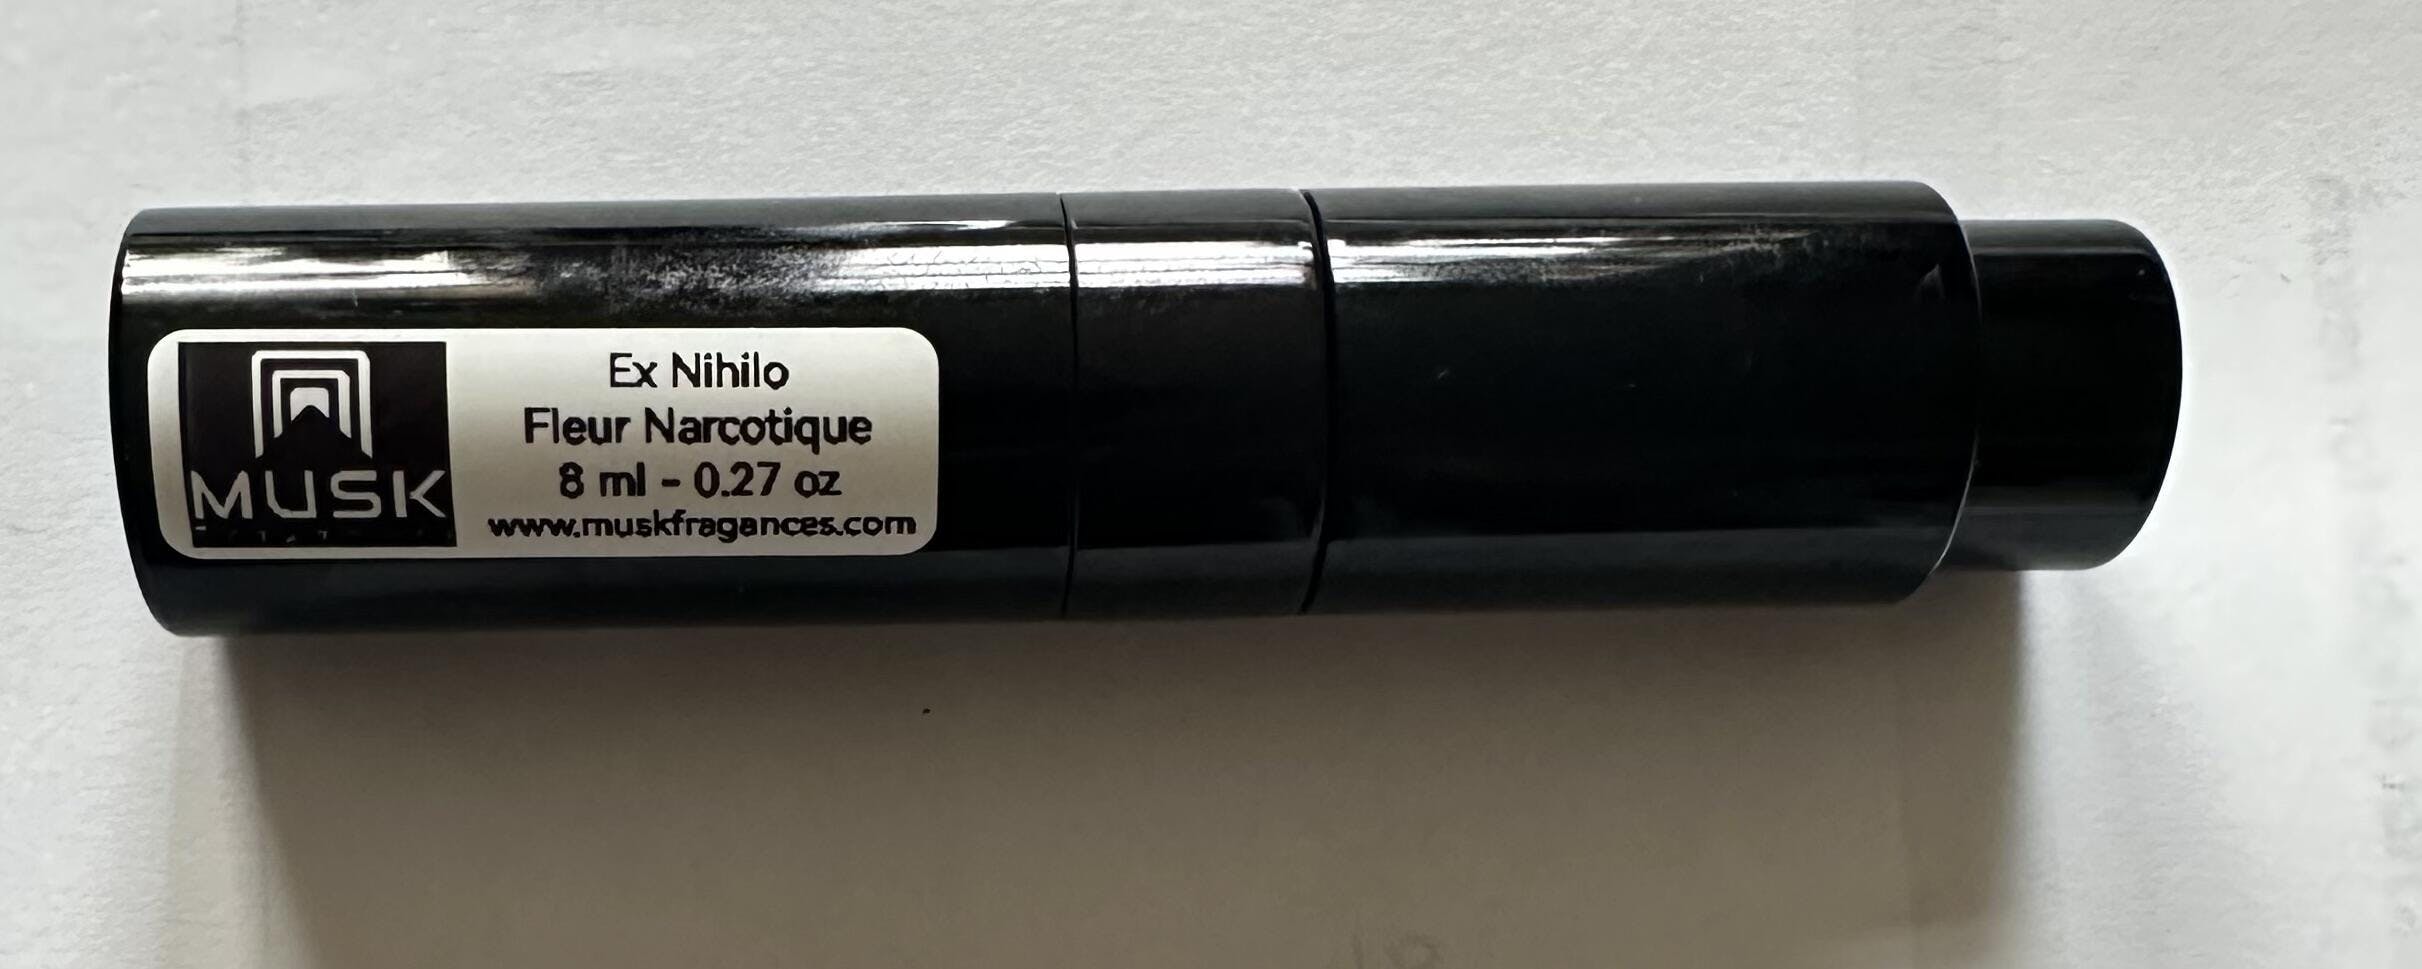 MUSK
Ex Nihilo
Fleur Narcotique
8 ml - 0.27 oz
www.muskfragances.com